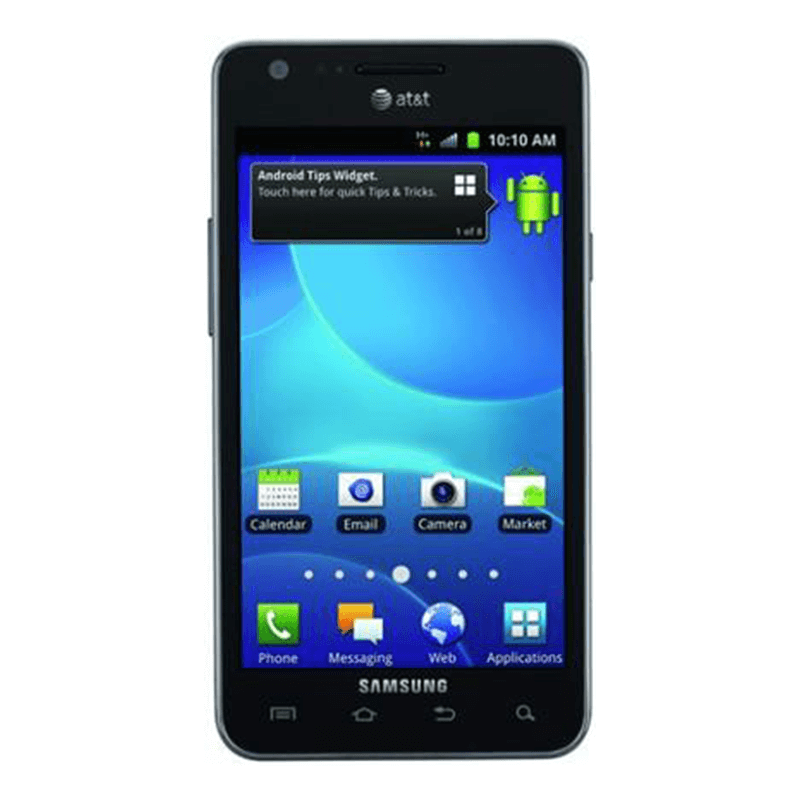 at&t
10:10 AM
Android Tips Widget.
Touch here for quick Tips & Tricks.
1 of 8
Calendar Email Camera Market
Phone Messaging Web Applications
SAMSUNG